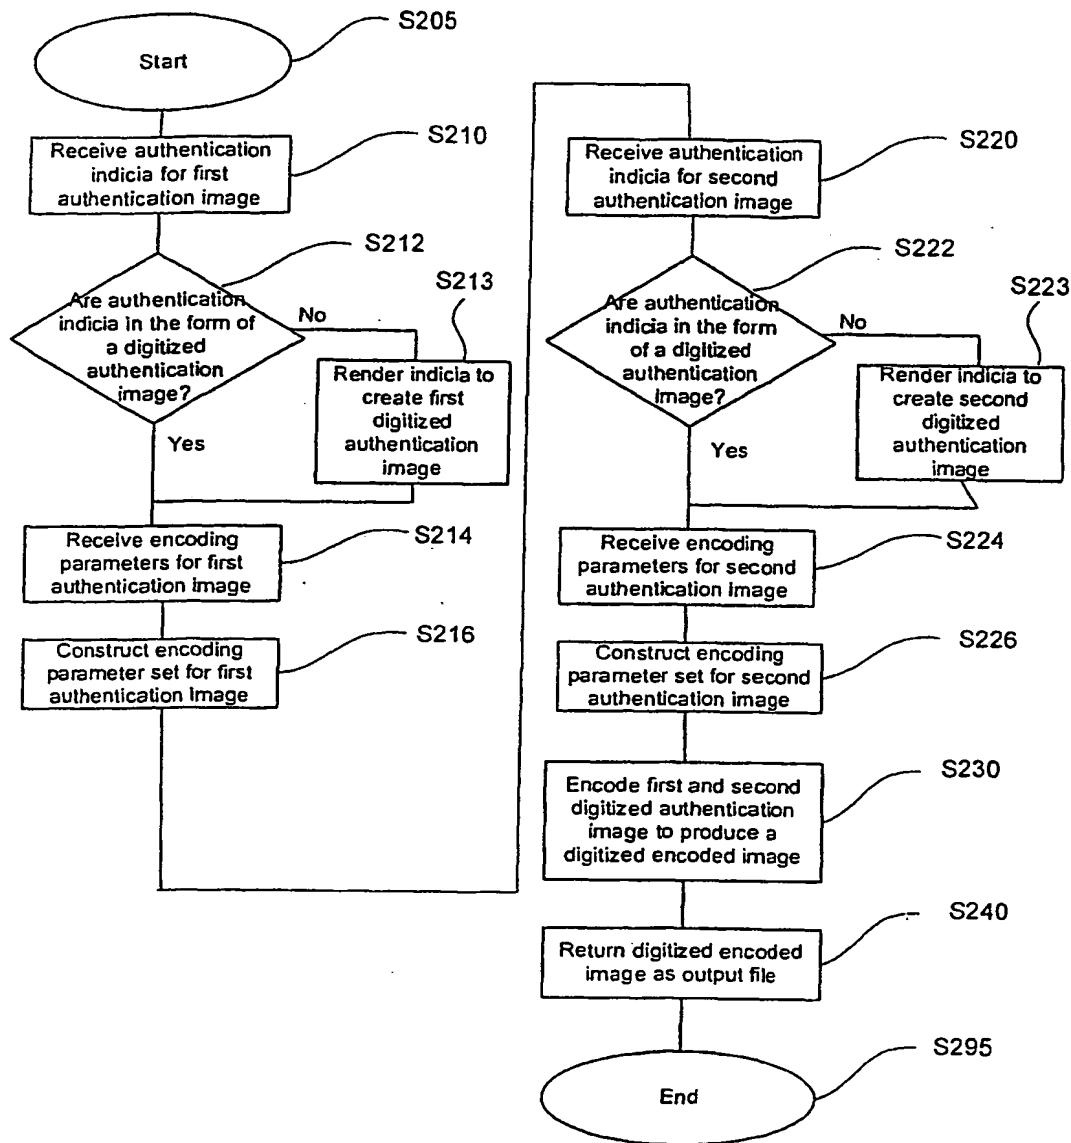 Start
S205
Receive authentication
indicia for first
authentication image
S210
Are authentication
indicia in the form of
a digitized
authentication
image?
S212
No
Yes
S213
Render indicia to
create first
digitized
authentication
image
Receive encoding
parameters for first
authentication image
S214
Construct encoding
parameter set for first
authentication image
S216
Receive authentication
indicia for second
authentication image
S220
Are authentication
indicia in the form
of a digitized
authentication
image?
S222
No
Yes
S223
Render indicia to
create second
digitized
authentication
image
Receive encoding
parameters for second
authentication image
S224
Construct encoding
parameter set for second
authentication image
S226
Encode first and second
digitized authentication
image to produce a
digitized encoded image
S230
Return digitized encoded
image as output file
S240
End
S295